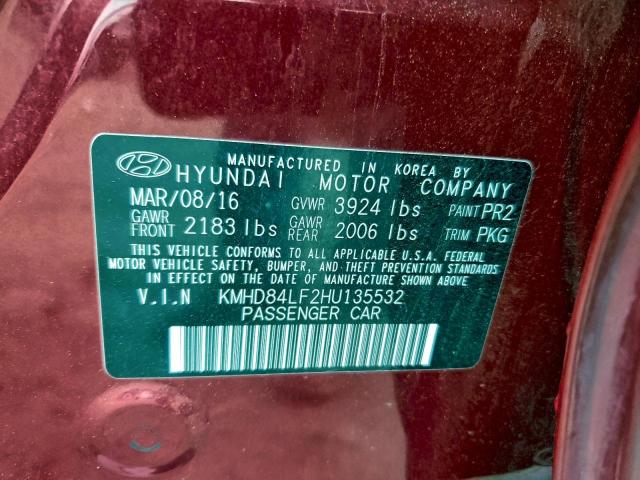 MANUFACTURED IN KOREA BY
HYUNDAI MOTOR COMPANY
MAR/08/16 GVWR 3924 lbs PAINT PR2
GAWR FRONT 2183 lbs GAWR REAR 2006 lbs TRIM PKG
THIS VEHICLE CONFORMS TO ALL APPLICABLE U.S.A. FEDERAL
MOTOR VEHICLE SAFETY, BUMPER, AND THEFT PREVENTION STANDARDS
IN EFFECT ON THE DATE OF MANUFACTURE SHOWN ABOVE.
V.I.N KMHD84LF2HU135532
PASSENGER CAR